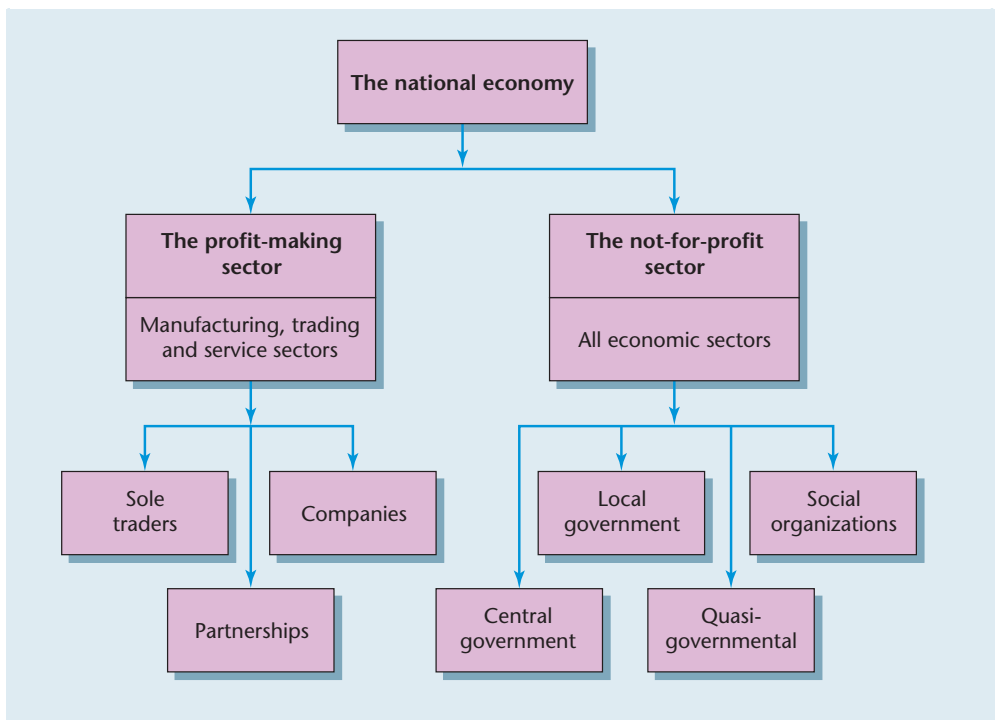 The national economy
The profit-making
sector
Manufacturing, trading
and service sectors
The not-for-profit
sector
All economic sectors
Sole
traders
Companies
Local
government
Social
organizations
Partnerships
Central
government
Quasi-
governmental